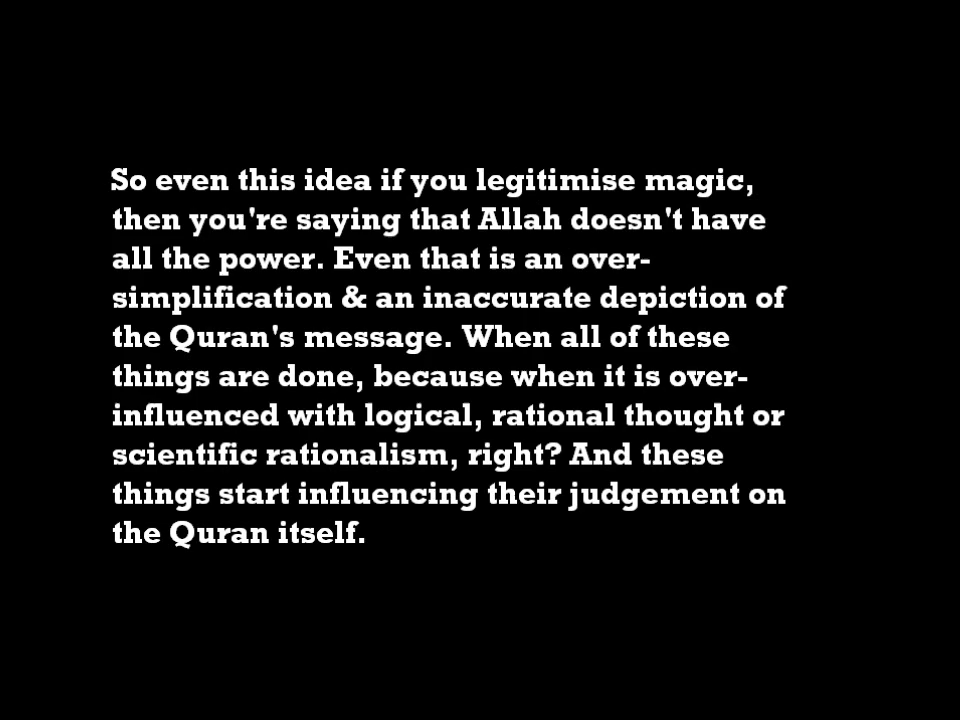 So even this idea if you legitimise magic,
then you're saying that Allah doesn't have
all the power. Even that is an over-
simplification & an inaccurate depiction of
the Quran's message. When all of these
things are done, because when it is over-
influenced with logical, rational thought or
scientific rationalism, right? And these
things start influencing their judgement on
the Quran itself.